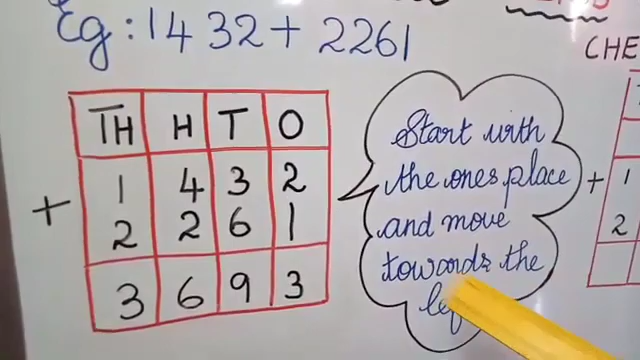 Eg : 1432 + 2261
TH H T O
1 4 3 2
+ 2 2 6 1
3 6 9 3
Start with
the ones place
and move
towards the
CHE
+ 1
2